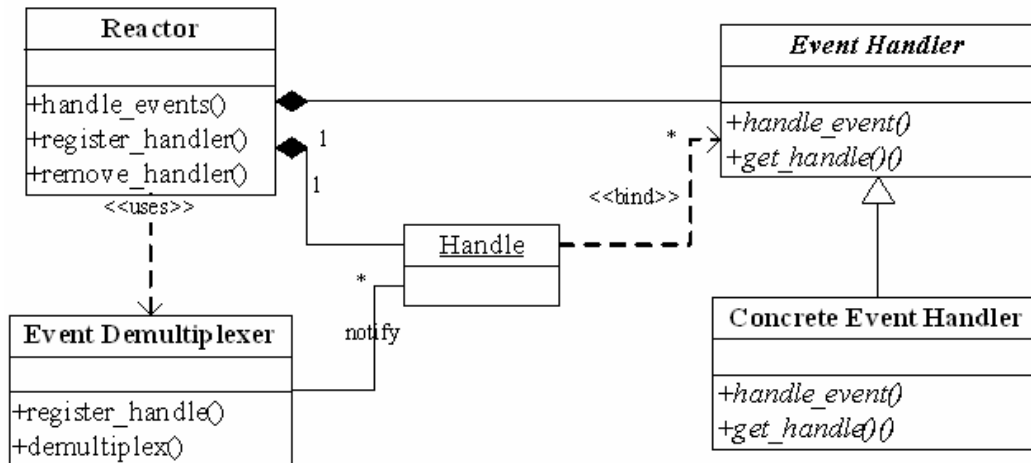 Reactor
+handle_events()
+register_handler()
+remove_handler()
<<uses>>
1
1
Event Handler
+handle_event()
+get_handle()()
*
<<bind>>
Handle
*
notify
Event Demultiplexer
+register_handle()
+demultiplex()
Concrete Event Handler
+handle_event()
+get_handle()()